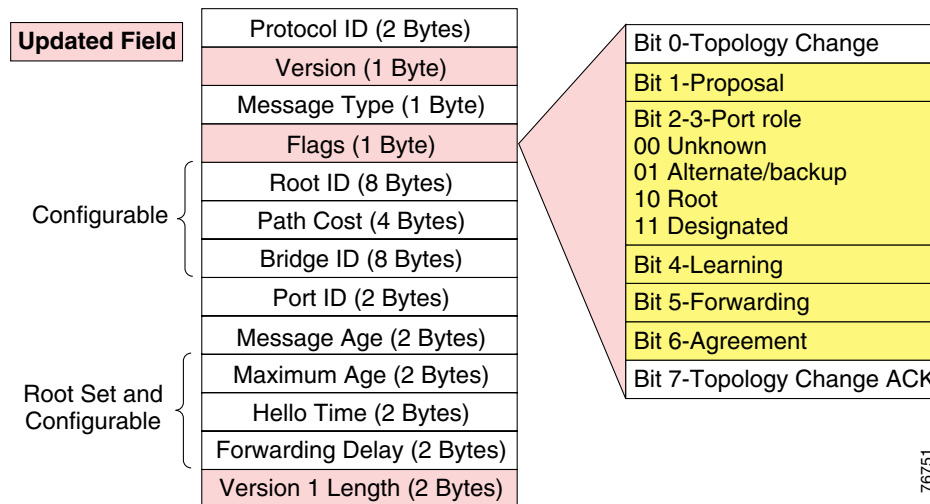 Updated Field
Protocol ID (2 Bytes)
Version (1 Byte)
Message Type (1 Byte)
Flags (1 Byte)
Root ID (8 Bytes)
Path Cost (4 Bytes)
Bridge ID (8 Bytes)
Port ID (2 Bytes)
Message Age (2 Bytes)
Maximum Age (2 Bytes)
Hello Time (2 Bytes)
Forwarding Delay (2 Bytes)
Version 1 Length (2 Bytes)
Configurable
Root Set and
Configurable
Bit 0-Topology Change
Bit 1-Proposal
Bit 2-3-Port role
00 Unknown
01 Alternate/backup
10 Root
11 Designated
Bit 4-Learning
Bit 5-Forwarding
Bit 6-Agreement
Bit 7-Topology Change ACK
76751